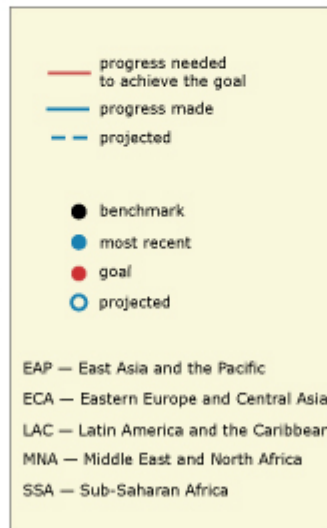 progress needed
to achieve the goal
progress made
projected
benchmark
most recent
goal
projected
EAP — East Asia and the Pacific
ECA — Eastern Europe and Central Asia
LAC — Latin America and the Caribbean
MNA — Middle East and North Africa
SSA — Sub-Saharan Africa